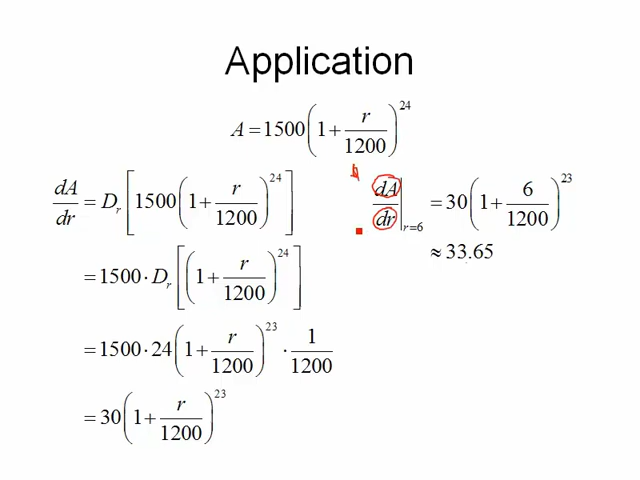 Application
A = 1500(1 + r/1200)^24
dA/dr = D_r[1500(1 + r/1200)^24]
= 1500 · D_r[(1 + r/1200)^24]
= 1500 · 24(1 + r/1200)^23 · 1/1200
= 30(1 + r/1200)^23
dA/dr|_{r=6} = 30(1 + 6/1200)^23
≈ 33.65